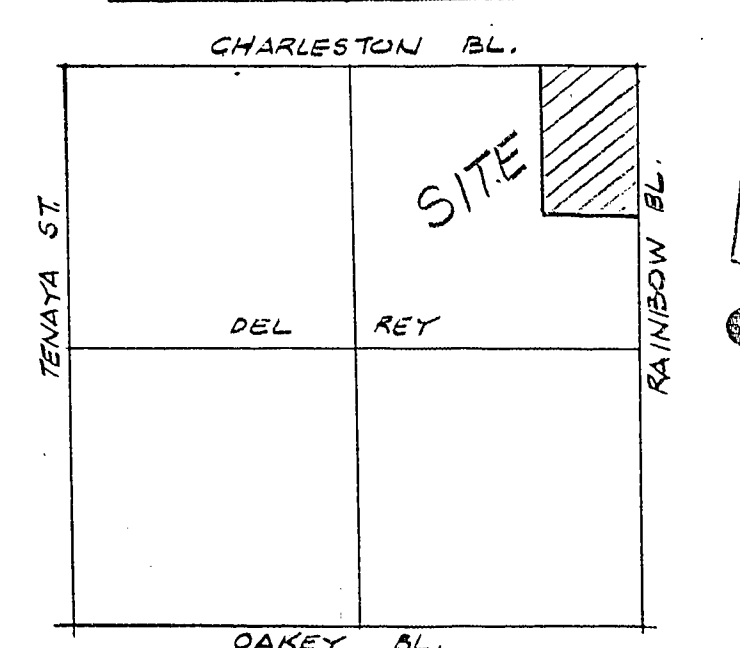 CHARLESTON BL.
SITE
TENAYA ST.
RAINBOW BL.
DEL REY
OAKEY BL.